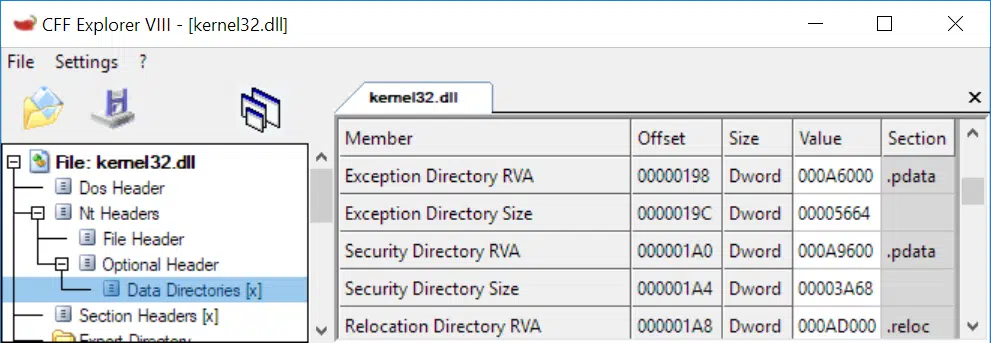 CFF Explorer VIII - [kernel32.dll]
File Settings ?
kernel32.dll
File: kernel32.dll
Dos Header
Nt Headers
File Header
Optional Header
Data Directories [x]
Section Headers [x]
Export Directory
Member Offset Size Value Section
Exception Directory RVA 00000198 Dword 000A6000 .pdata
Exception Directory Size 0000019C Dword 00005664
Security Directory RVA 000001A0 Dword 000A9600 .pdata
Security Directory Size 000001A4 Dword 00003A68
Relocation Directory RVA 000001A8 Dword 000AD000 .reloc